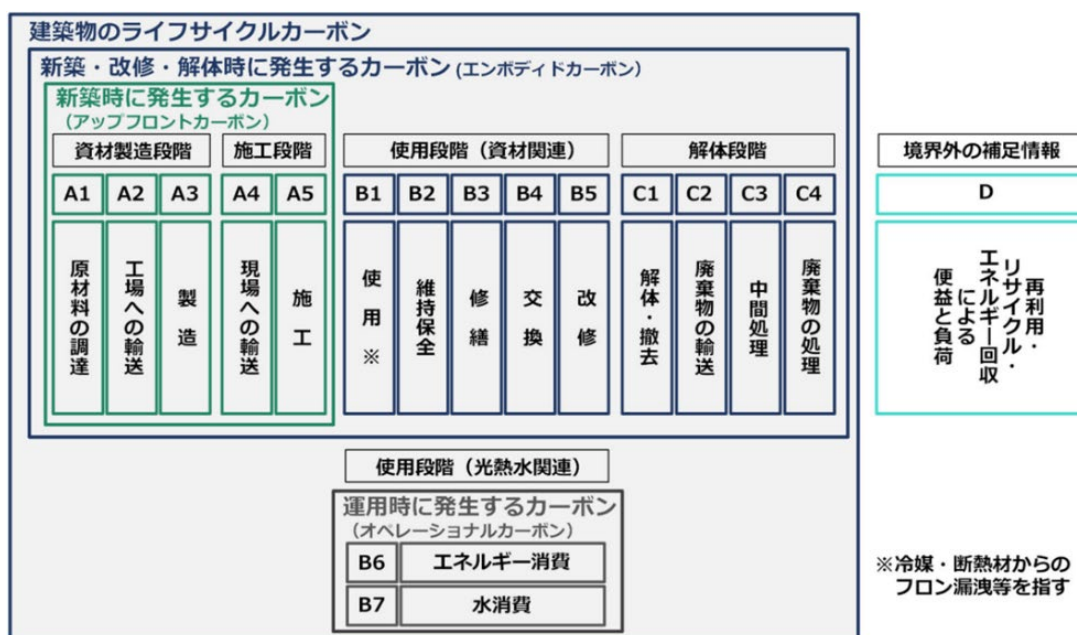 建築物のライフサイクルカーボン
新築・改修・解体時に発生するカーボン(エンボディドカーボン)
新築時に発生するカーボン
(アップフロントカーボン)
資材製造段階
施工段階
使用段階(資材関連)
解体段階
境界外の補足情報
A1
A2
A3
A4
A5
B1
B2
B3
B4
B5
C1
C2
C3
C4
D
原材料の調達
工場への輸送
製造
現場への輸送
施工
使用※
維持保全
修繕
交換
改修
解体・撤去
廃棄物の輸送
中間処理
廃棄物の処理
再利用・
リサイクル・
エネルギー回収
による
便益と負荷
使用段階(光熱水関連)
運用時に発生するカーボン
(オペレーショナルカーボン)
B6
エネルギー消費
B7
水消費
※冷媒・断熱材からの
フロン漏洩等を指す